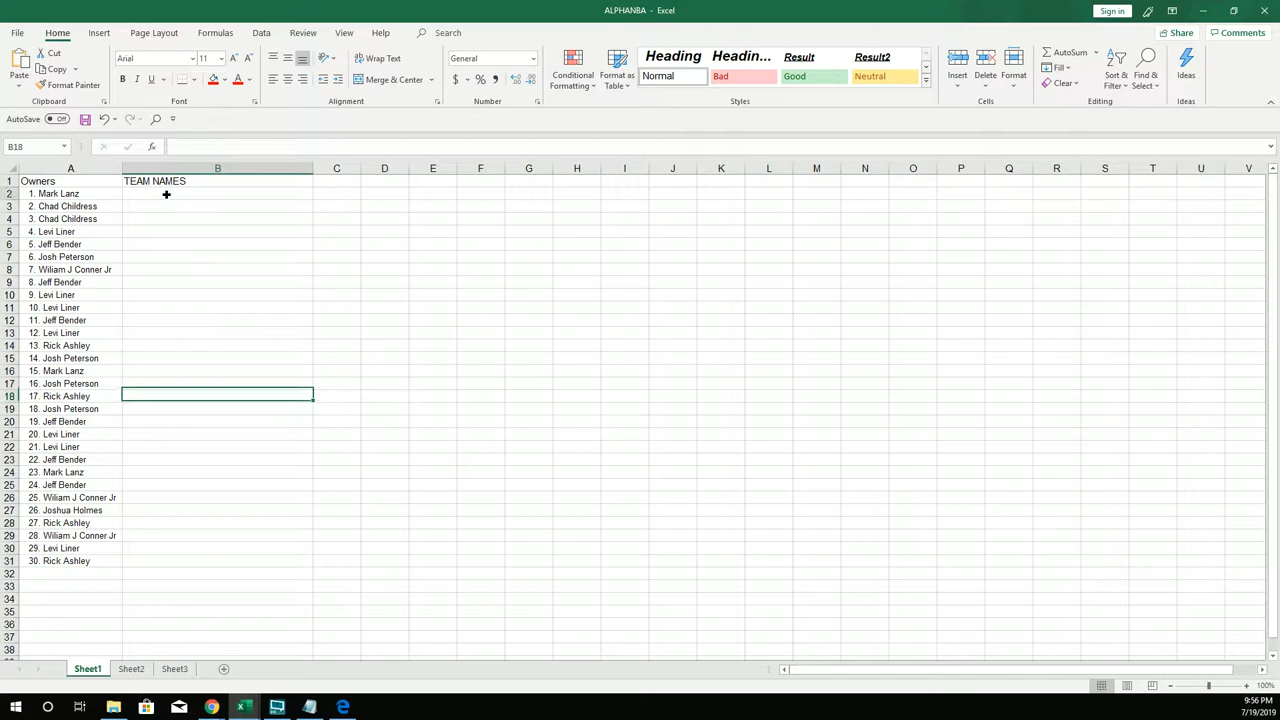 ALPHANBA - Excel
Sign in
File Home Insert Page Layout Formulas Data Review View Help Search
Share Comments
Paste
Cut
Copy
Format Painter
Clipboard
Arial 11
B I U
Font
Wrap Text
Merge & Center
Alignment
General
$ % ,
Number
Conditional Formatting
Format as Table
Heading Headin... Result Result2
Normal Bad Good Neutral
Styles
Insert Delete Format
Cells
AutoSum
Fill
Clear
Sort & Filter
Find & Select
Editing
Ideas
Ideas
AutoSave Off
B18
A B C D E F G H I J K L M N O P Q R S T U V
1 Owners TEAM NAMES
2 1. Mark Lanz
3 2. Chad Childress
4 3. Chad Childress
5 4. Levi Liner
6 5. Jeff Bender
7 6. Josh Peterson
8 7. Wiliam J Conner Jr
9 8. Jeff Bender
10 9. Levi Liner
11 10. Levi Liner
12 11. Jeff Bender
13 12. Levi Liner
14 13. Rick Ashley
15 14. Josh Peterson
16 15. Mark Lanz
17 16. Josh Peterson
18 17. Rick Ashley
19 18. Josh Peterson
20 19. Jeff Bender
21 20. Levi Liner
22 21. Levi Liner
23 22. Jeff Bender
24 23. Mark Lanz
25 24. Jeff Bender
26 25. Wiliam J Conner Jr
27 26. Joshua Holmes
28 27. Rick Ashley
29 28. Wiliam J Conner Jr
30 29. Levi Liner
31 30. Rick Ashley
32
33
34
35
36
37
38
Sheet1 Sheet2 Sheet3
100%
9:56 PM
7/19/2019